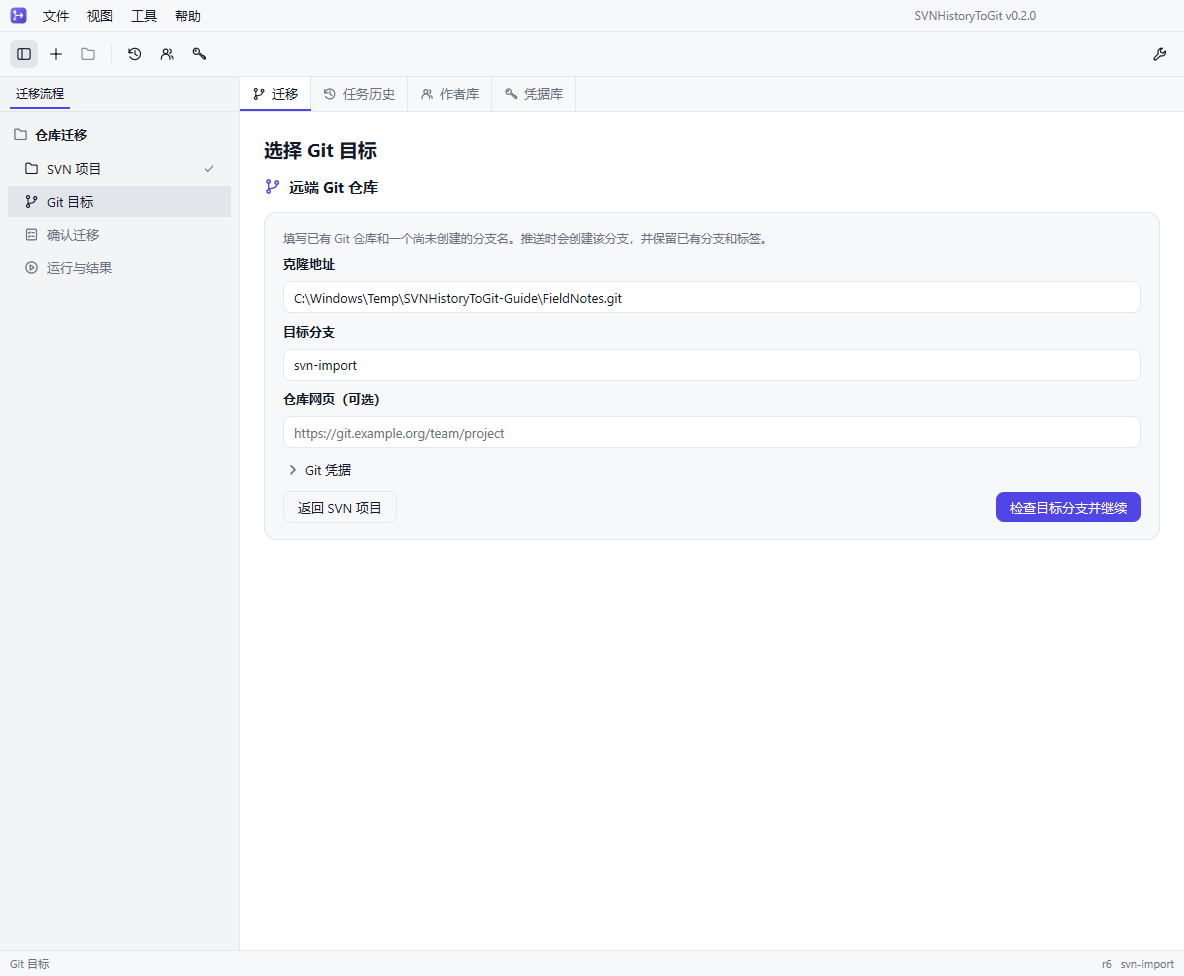 文件 视图 工具 帮助 SVNHistoryToGit v0.2.0
迁移流程
迁移 任务历史 作者库 凭据库
仓库迁移
SVN 项目
Git 目标
确认迁移
运行与结果
选择 Git 目标
远端 Git 仓库
填写已有 Git 仓库和一个尚未创建的分支名。推送时会创建该分支，并保留已有分支和标签。
克隆地址
C:\Windows\Temp\SVNHistoryToGit-Guide\FieldNotes.git
目标分支
svn-import
仓库网页（可选）
https://git.example.org/team/project
Git 凭据
返回 SVN 项目 检查目标分支并继续
Git 目标 r6 svn-import